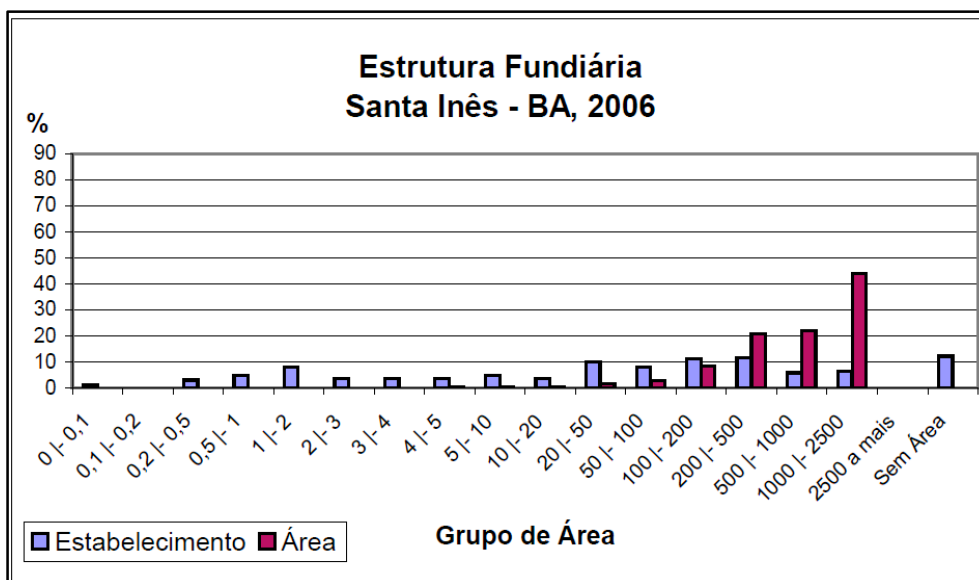 Estrutura Fundiária
Santa Inês - BA, 2006
%
90
80
70
60
50
40
30
20
10
0
0 |- 0,1
0,1 |- 0,2
0,2 |- 0,5
0,5 |- 1
1 |- 2
2 |- 3
3 |- 4
4 |- 5
5 |- 10
10 |- 20
20 |- 50
50 |- 100
100 |- 200
200 |- 500
500 |- 1000
1000 |- 2500
2500 a mais
Sem Área
Estabelecimento Área
Grupo de Área